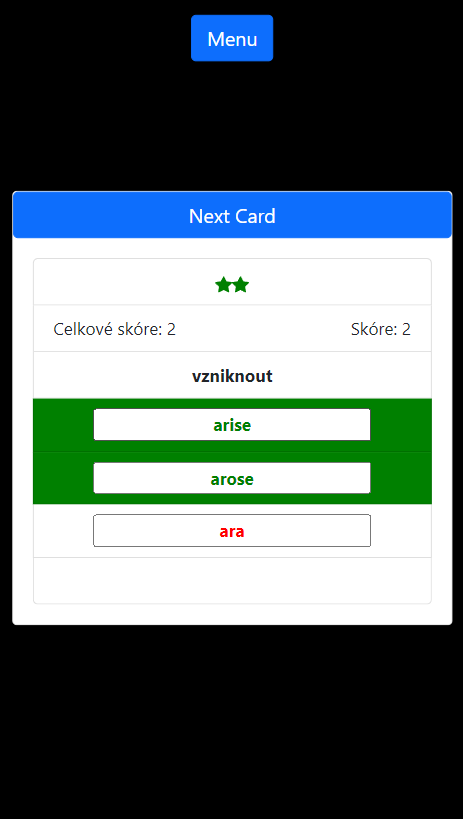 Menu
Next Card
Celkové skóre: 2 Skóre: 2
vzniknout
arise
arose
ara